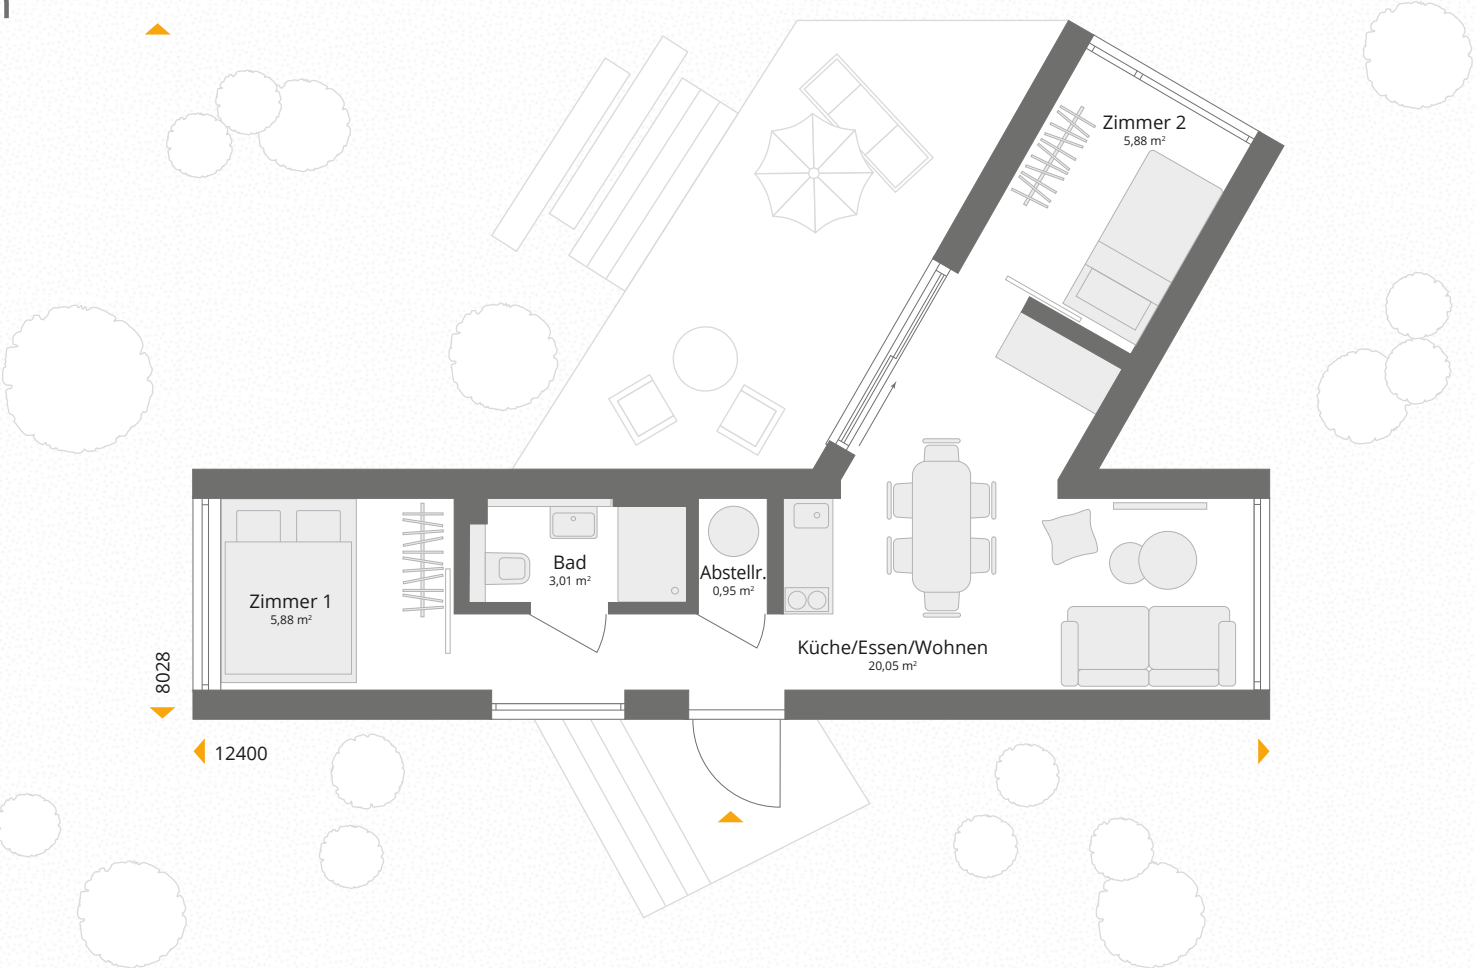 Zimmer 2
5,88 m²
Bad
3,01 m²
Abstellr.
0,95 m²
Zimmer 1
5,88 m²
Küche/Essen/Wohnen
20,05 m²
8028
12400